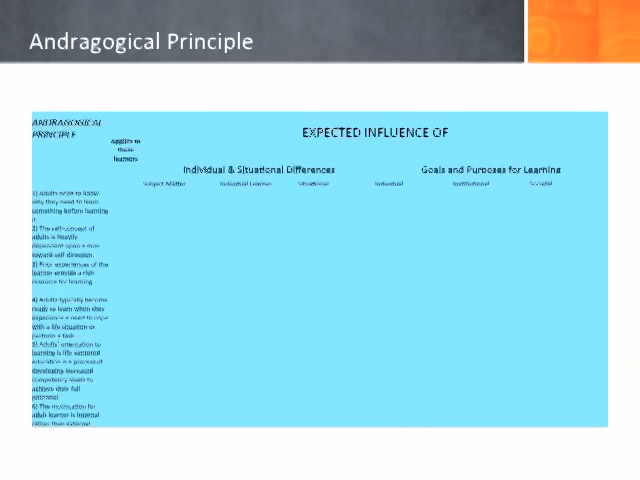 Andragogical Principle
ANDRAGOGICAL
PRINCIPLE
Applies to
these
learners
EXPECTED INFLUENCE OF
Individual & Situational Differences
Goals and Purposes for Learning
Subject Matter
Individual Learner
Situational
Individual
Institutional
Societal
1) Adults need to know
why they need to learn
something before learning
it
2) The self-concept of
adults is heavily
dependent upon a move
toward self direction.
3) Prior experiences of the
learner provide a rich
resource for learning
4) Adults typically become
ready to learn when they
experience a need to cope
with a life situation or
perform a task
5) Adults' orientation to
learning is life-centered
education is a process of
developing increased
competency levels to
achieve their full
potential
6) The motivation for
adult learner is internal
rather than external